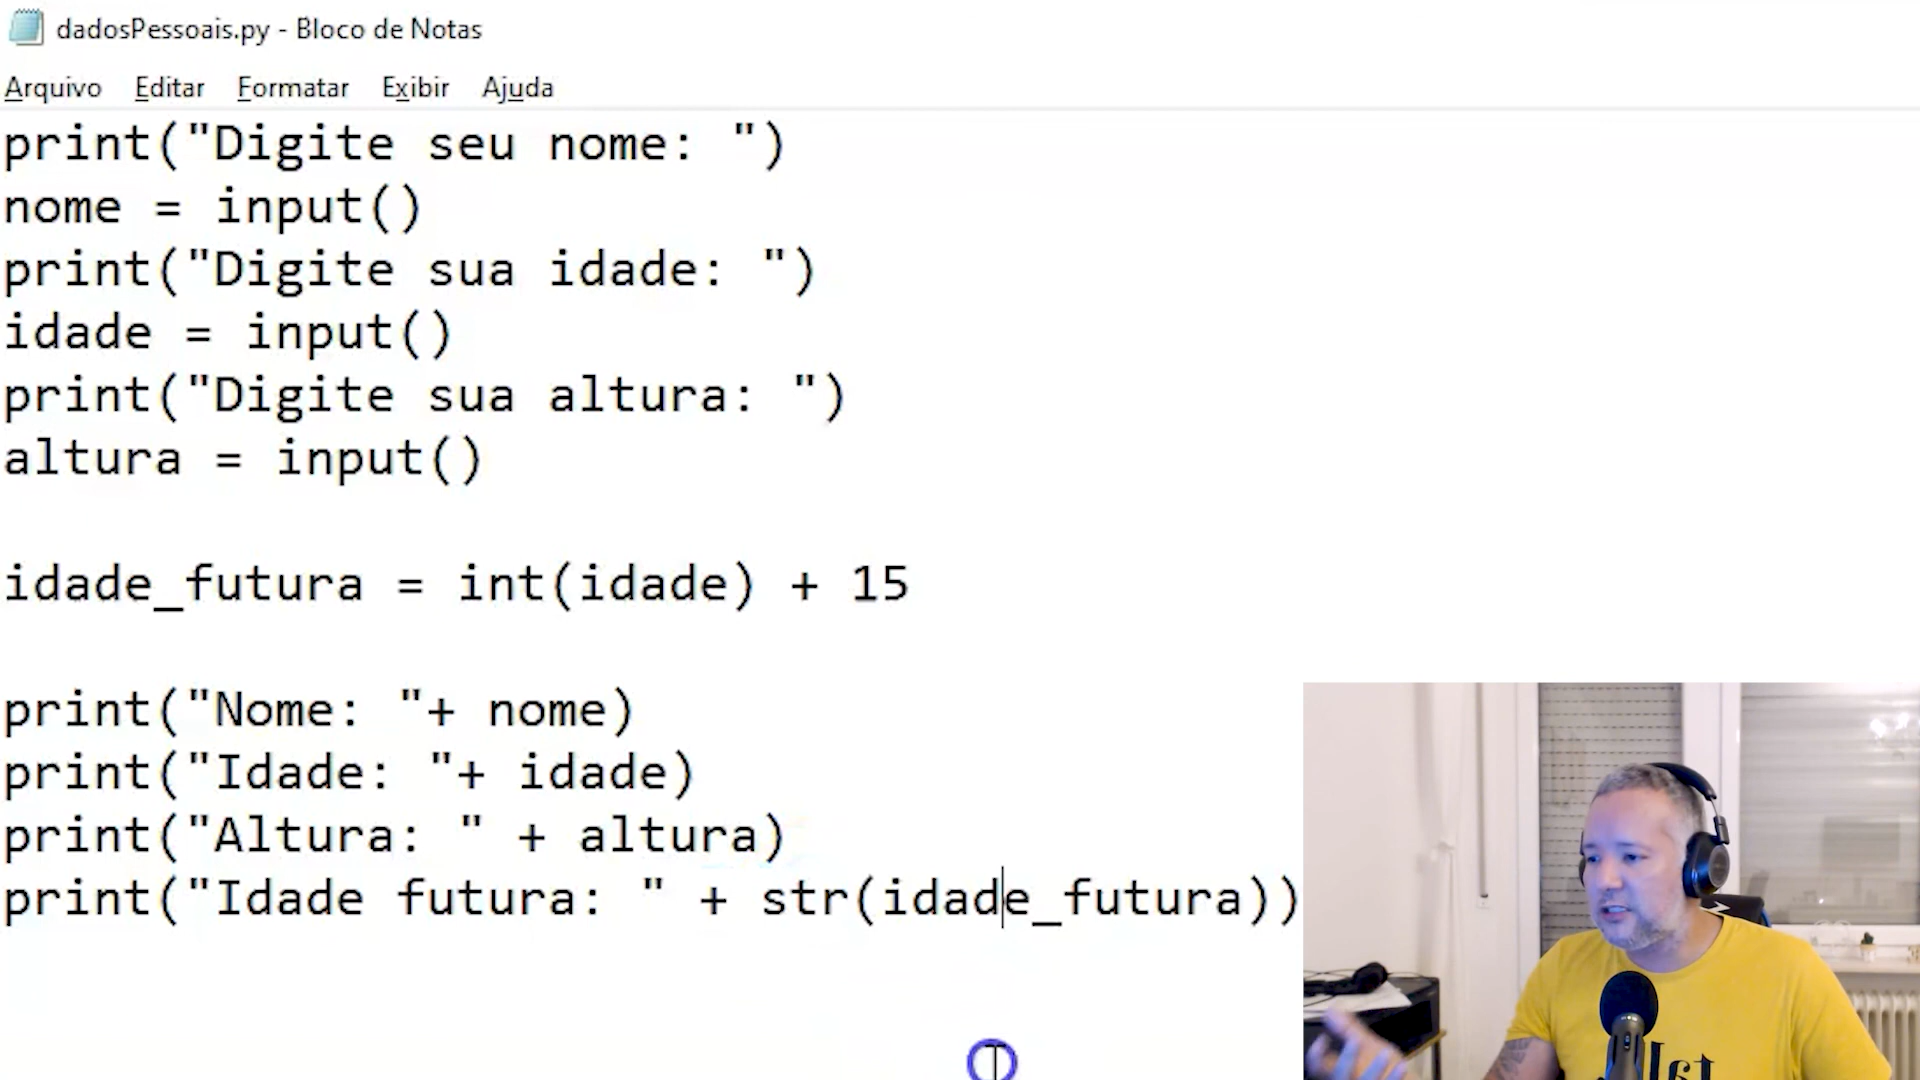 dadosPessoais.py - Bloco de Notas
Arquivo Editar Formatar Exibir Ajuda
print("Digite seu nome: ")
nome = input()
print("Digite sua idade: ")
idade = input()
print("Digite sua altura: ")
altura = input()
idade_futura = int(idade) + 15
print("Nome: "+ nome)
print("Idade: "+ idade)
print("Altura: " + altura)
print("Idade futura: " + str(idade_futura))